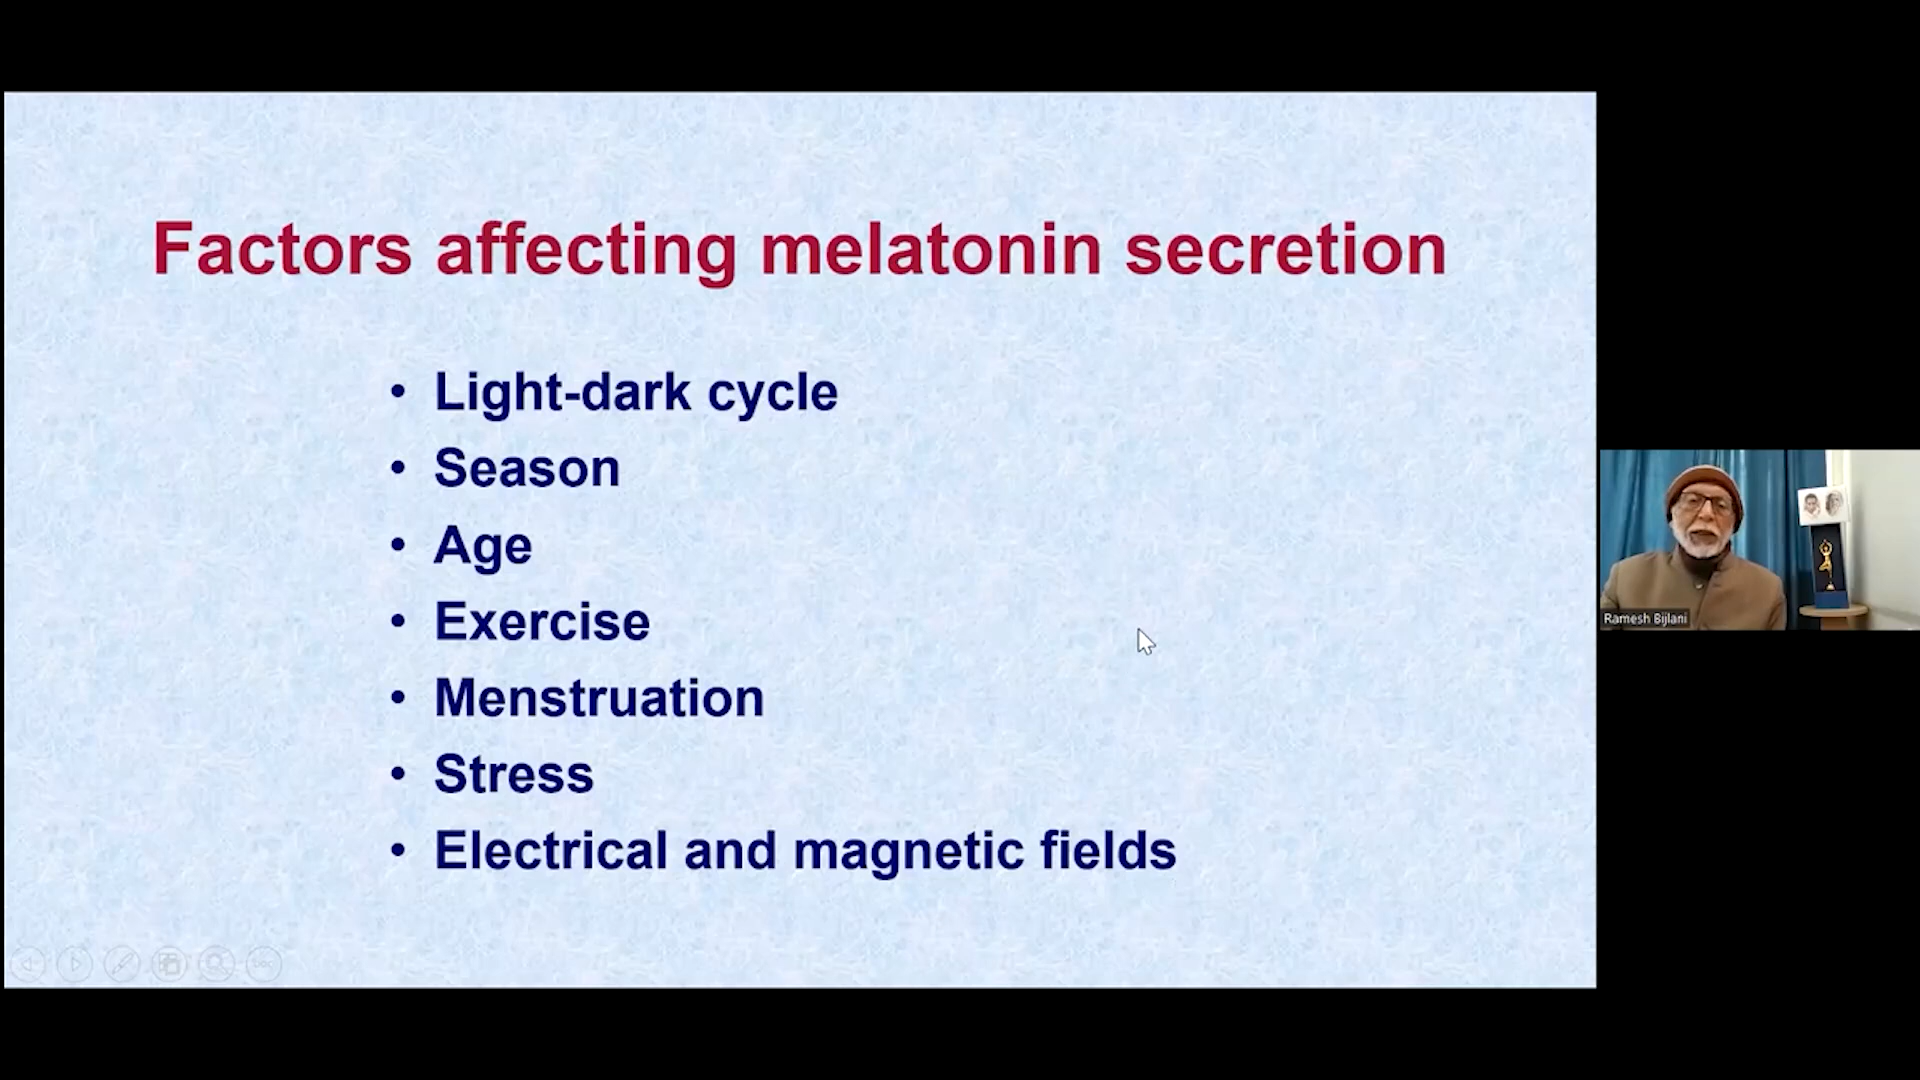 Factors affecting melatonin secretion
• Light-dark cycle
• Season
• Age
• Exercise
• Menstruation
• Stress
• Electrical and magnetic fields
Ramesh Bijlani